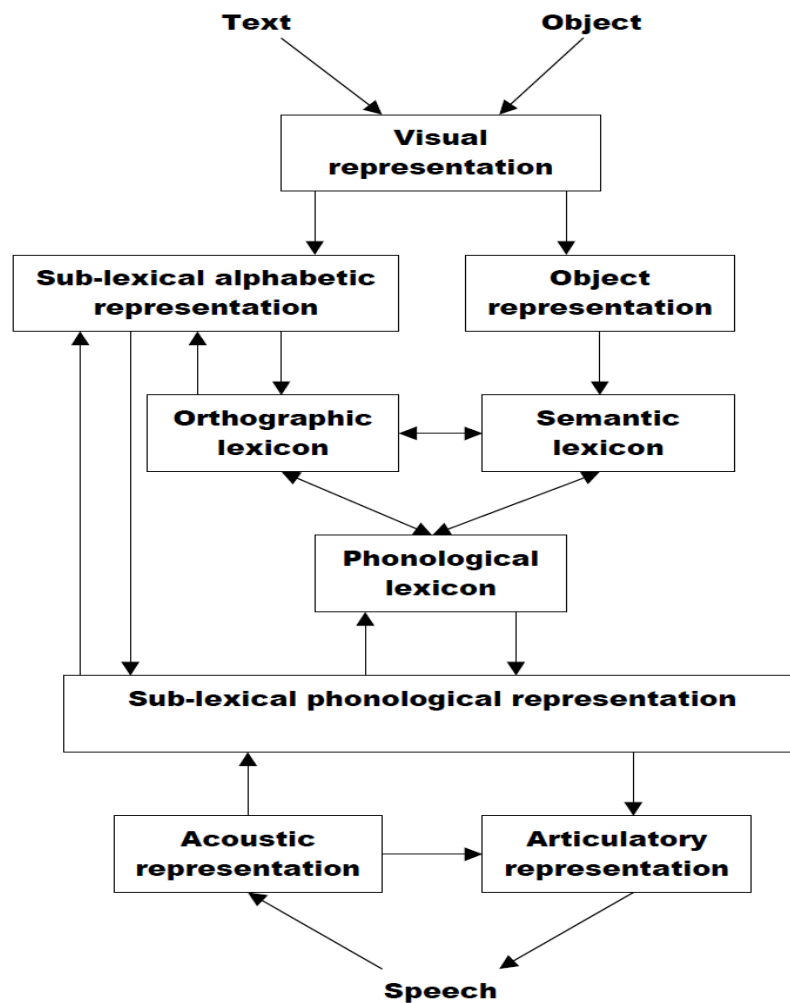 Text
Object
Visual
representation
Sub-lexical alphabetic
representation
Object
representation
Orthographic
lexicon
Semantic
lexicon
Phonological
lexicon
Sub-lexical phonological representation
Acoustic
representation
Articulatory
representation
Speech